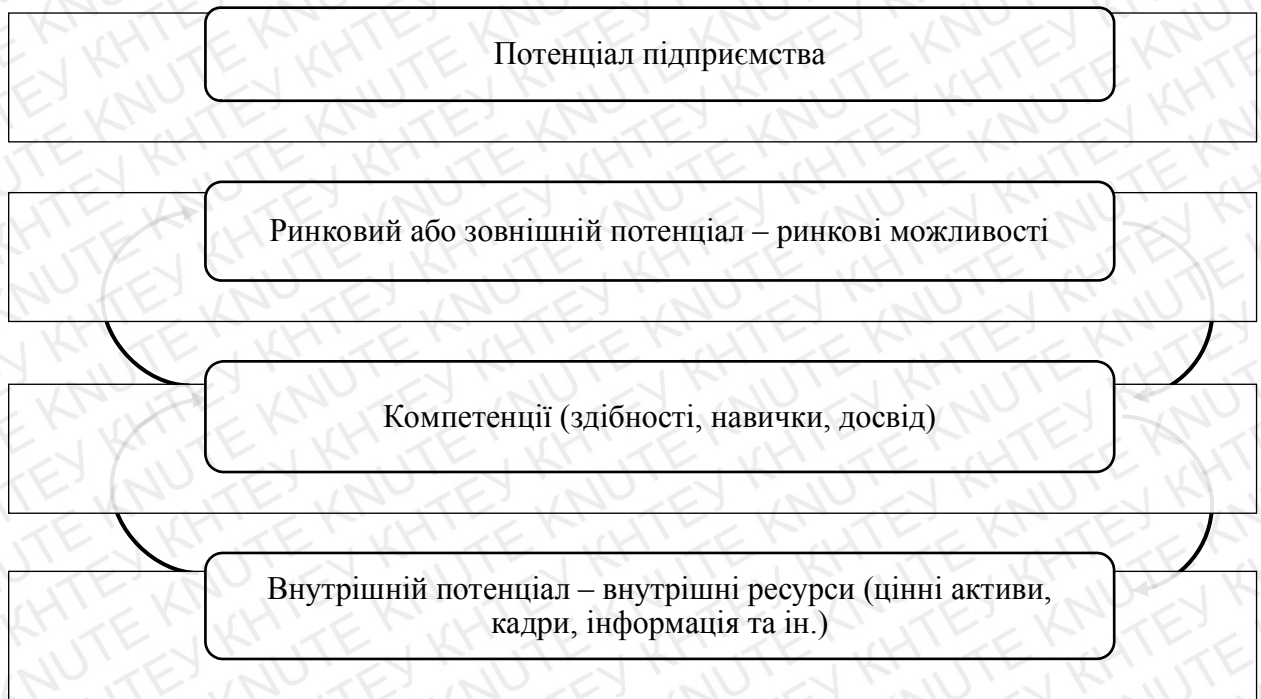 Потенціал підприємства
Ринковий або зовнішній потенціал – ринкові можливості
Компетенції (здібності, навички, досвід)
Внутрішній потенціал – внутрішні ресурси (цінні активи,
кадри, інформація та ін.)